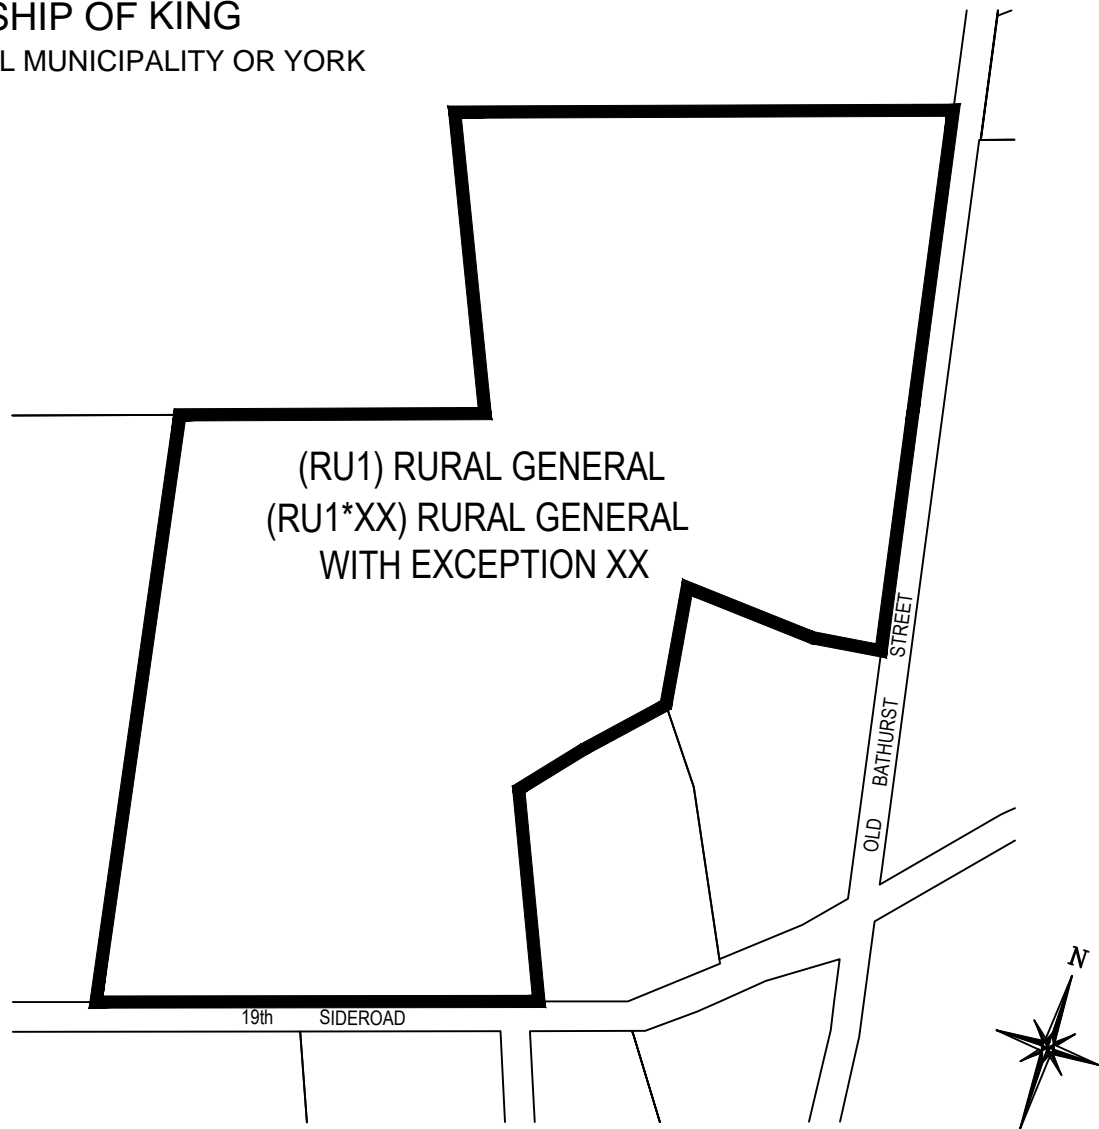 SHIP OF KING
L MUNICIPALITY OR YORK
(RU1) RURAL GENERAL
(RU1*XX) RURAL GENERAL
WITH EXCEPTION XX
OLD BATHURST STREET
19th SIDEROAD
N